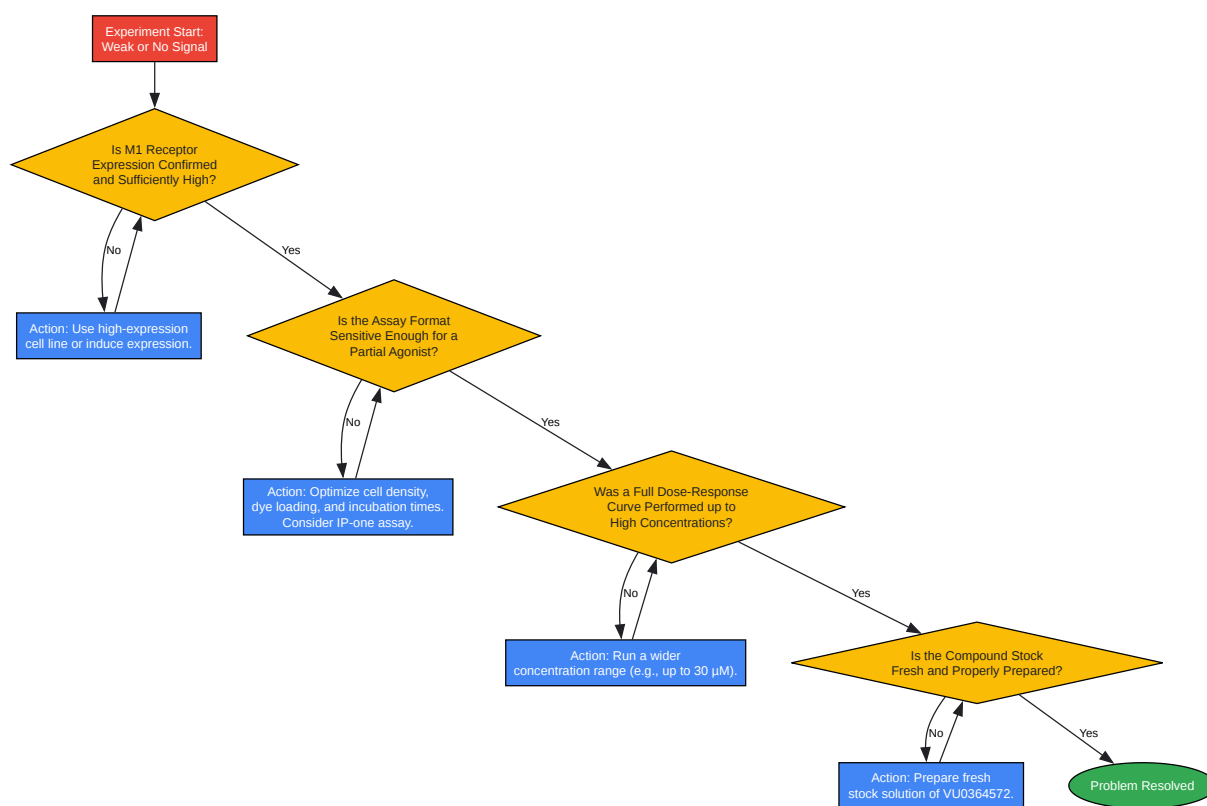 Experiment Start:
Weak or No Signal
Is M1 Receptor
Expression Confirmed
and Sufficiently High?
No
Yes
Action: Use high-expression
cell line or induce expression.
Is the Assay Format
Sensitive Enough for a
Partial Agonist?
No
Yes
Action: Optimize cell density,
dye loading, and incubation times.
Consider IP-one assay.
Was a Full Dose-Response
Curve Performed up to
High Concentrations?
No
Yes
Action: Run a wider
concentration range (e.g., up to 30 µM).
Is the Compound Stock
Fresh and Properly Prepared?
No
Yes
Action: Prepare fresh
stock solution of VU0364572.
Problem Resolved